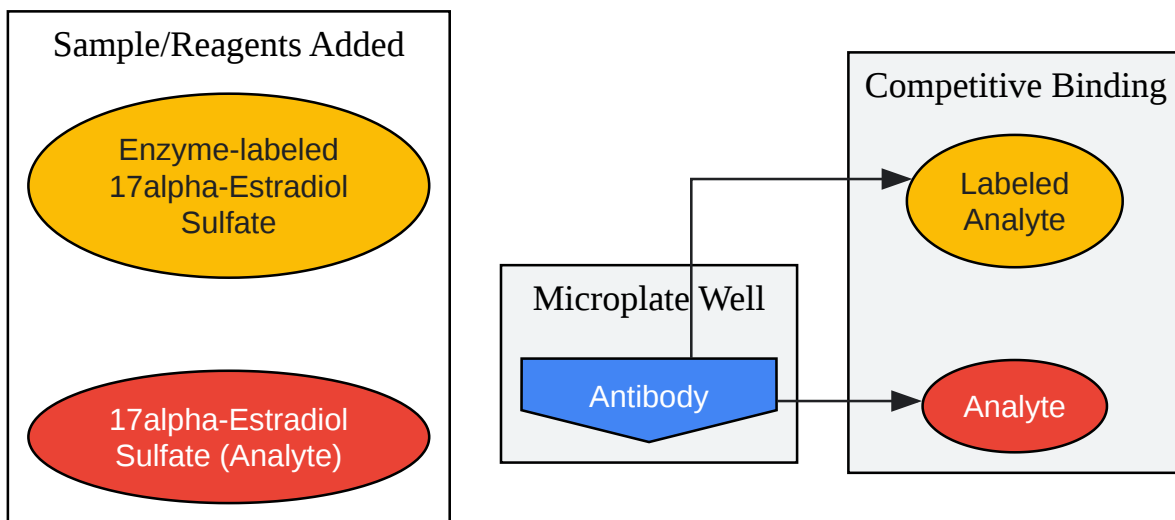 Sample/Reagents Added
Enzyme-labeled
17alpha-Estradiol
Sulfate
17alpha-Estradiol
Sulfate (Analyte)
Microplate Well
Antibody
Competitive Binding
Labeled
Analyte
Analyte